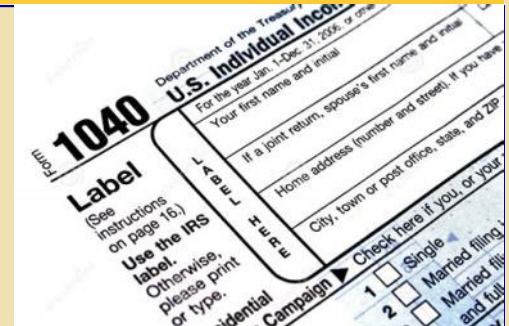 Form 1040
Department of the Treasury
U.S. Individual Incom
For the year Jan. 1–Dec. 31, 2006, or other
Your first name and initial
If a joint return, spouse's first name and initial
Home address (number and street). If you have
City, town or post office, state, and ZIP
LABEL HERE
Label
(See
instructions
on page 16.)
Use the IRS
label.
Otherwise,
please print
or type.
Campaign ▶ Check here if you, or your
1 Single
2 Married filing
Married
and full